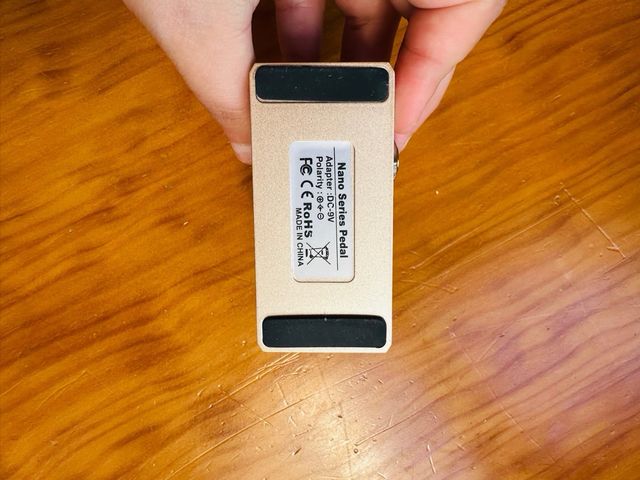 Nano Series Pedal
Adapter :DC-9V
Polarity :
FC CE RoHS
MADE IN CHINA